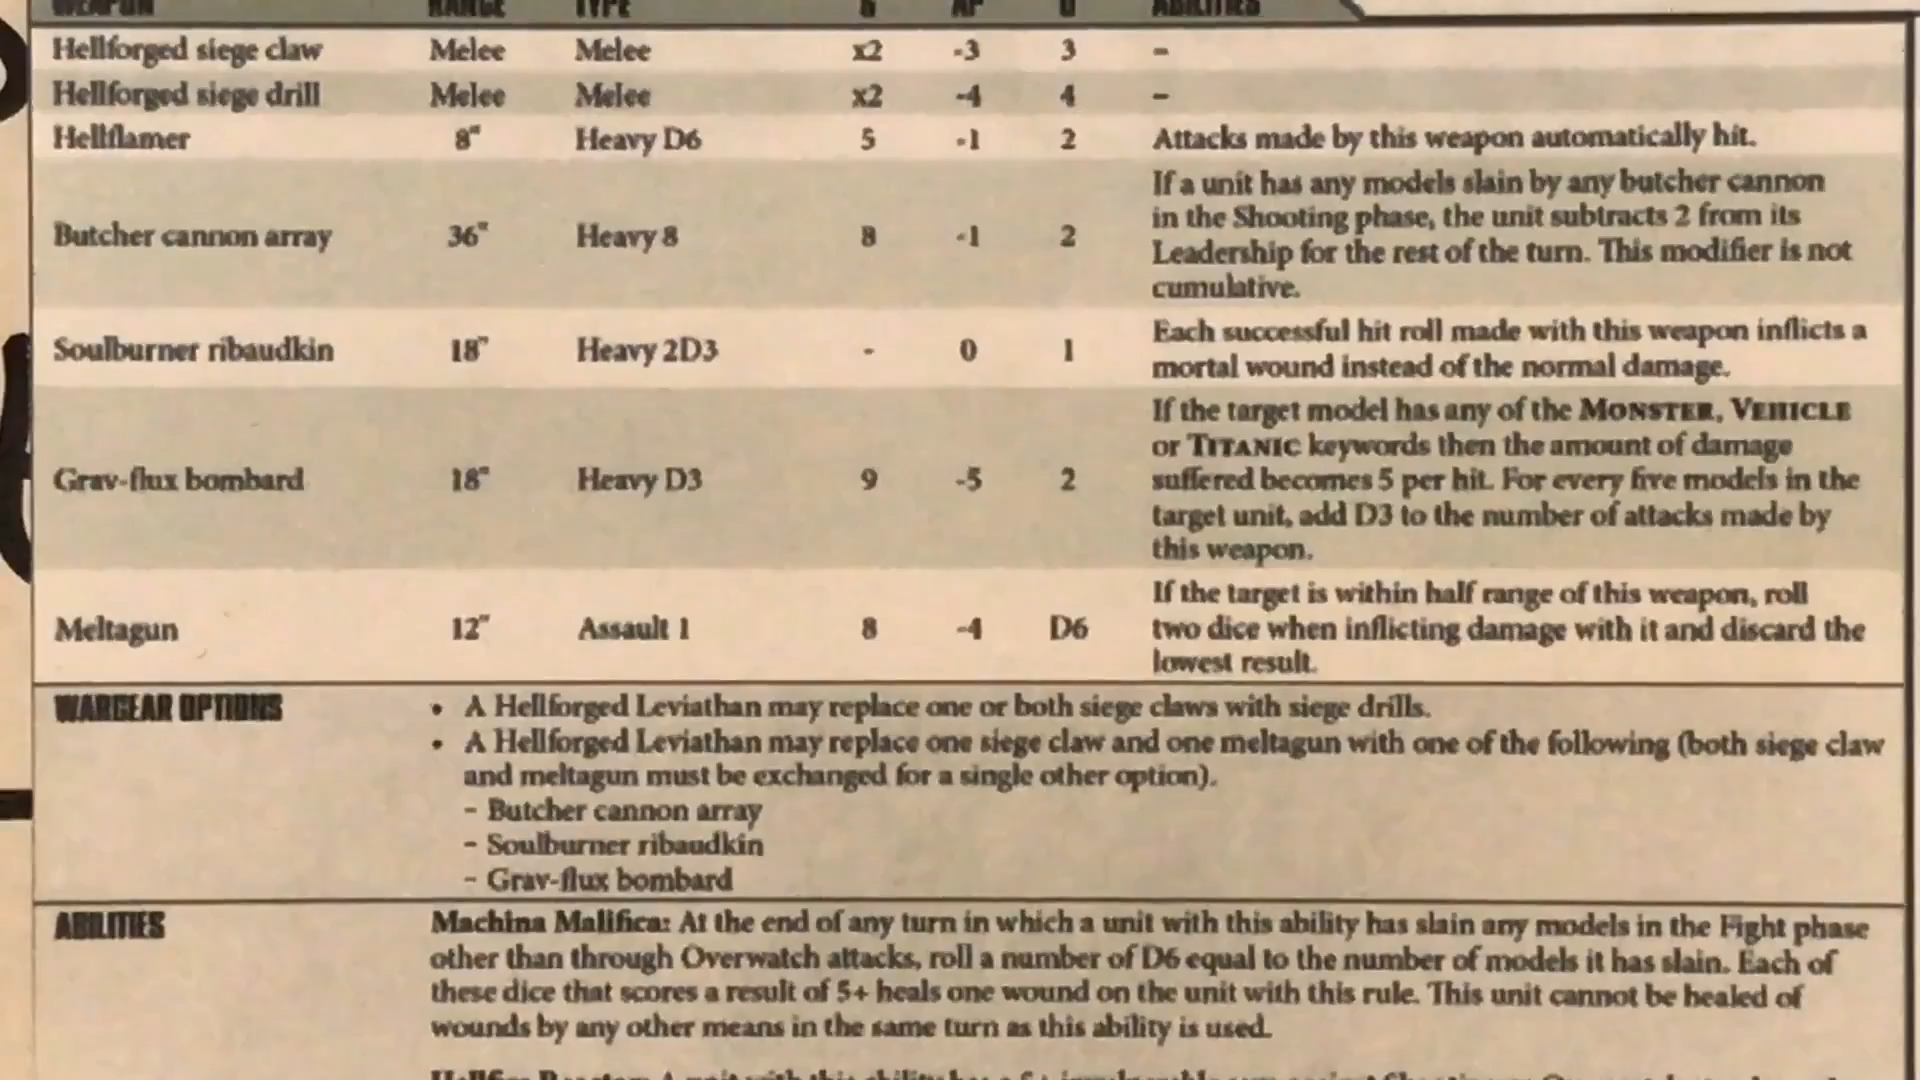 WEAPON RANGE TYPE S AP D ABILITIES
Hellforged siege claw Melee Melee x2 -3 3 -
Hellforged siege drill Melee Melee x2 -4 4 -
Hellflamer 8" Heavy D6 5 -1 2 Attacks made by this weapon automatically hit.
If a unit has any models slain by any butcher cannon
in the Shooting phase, the unit subtracts 2 from its
Butcher cannon array 36" Heavy 8 8 -1 2
Leadership for the rest of the turn. This modifier is not
cumulative.
Soulburner ribaudkin 18" Heavy 2D3 - 0 1
Each successful hit roll made with this weapon inflicts a
mortal wound instead of the normal damage.
If the target model has any of the MONSTER, VEHICLE
or TITANIC keywords then the amount of damage
Grav-flux bombard 18" Heavy D3 9 -5 2 suffered becomes 5 per hit. For every five models in the
target unit, add D3 to the number of attacks made by
this weapon.
If the target is within half range of this weapon, roll
Meltagun 12" Assault 1 8 -4 D6 two dice when inflicting damage with it and discard the
lowest result.
WARGEAR OPTIONS • A Hellforged Leviathan may replace one or both siege claws with siege drills.
• A Hellforged Leviathan may replace one siege claw and one meltagun with one of the following (both siege claw
and meltagun must be exchanged for a single other option).
- Butcher cannon array
- Soulburner ribaudkin
- Grav-flux bombard
ABILITIES Machina Malifica: At the end of any turn in which a unit with this ability has slain any models in the Fight phase
other than through Overwatch attacks, roll a number of D6 equal to the number of models it has slain. Each of
these dice that scores a result of 5+ heals one wound on the unit with this rule. This unit cannot be healed of
wounds by any other means in the same turn as this ability is used.